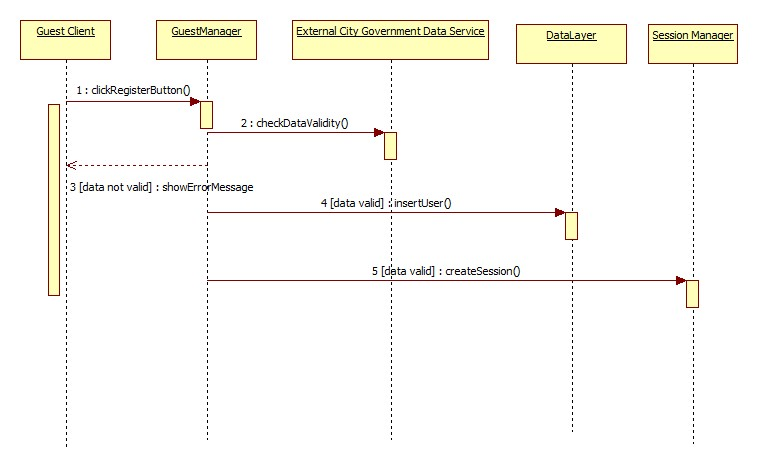 Guest Client
GuestManager
External City Government Data Service
DataLayer
Session Manager
1 : clickRegisterButton()
2 : checkDataValidity()
3 [data not valid] : showErrorMessage
4 [data valid] : insertUser()
5 [data valid] : createSession()